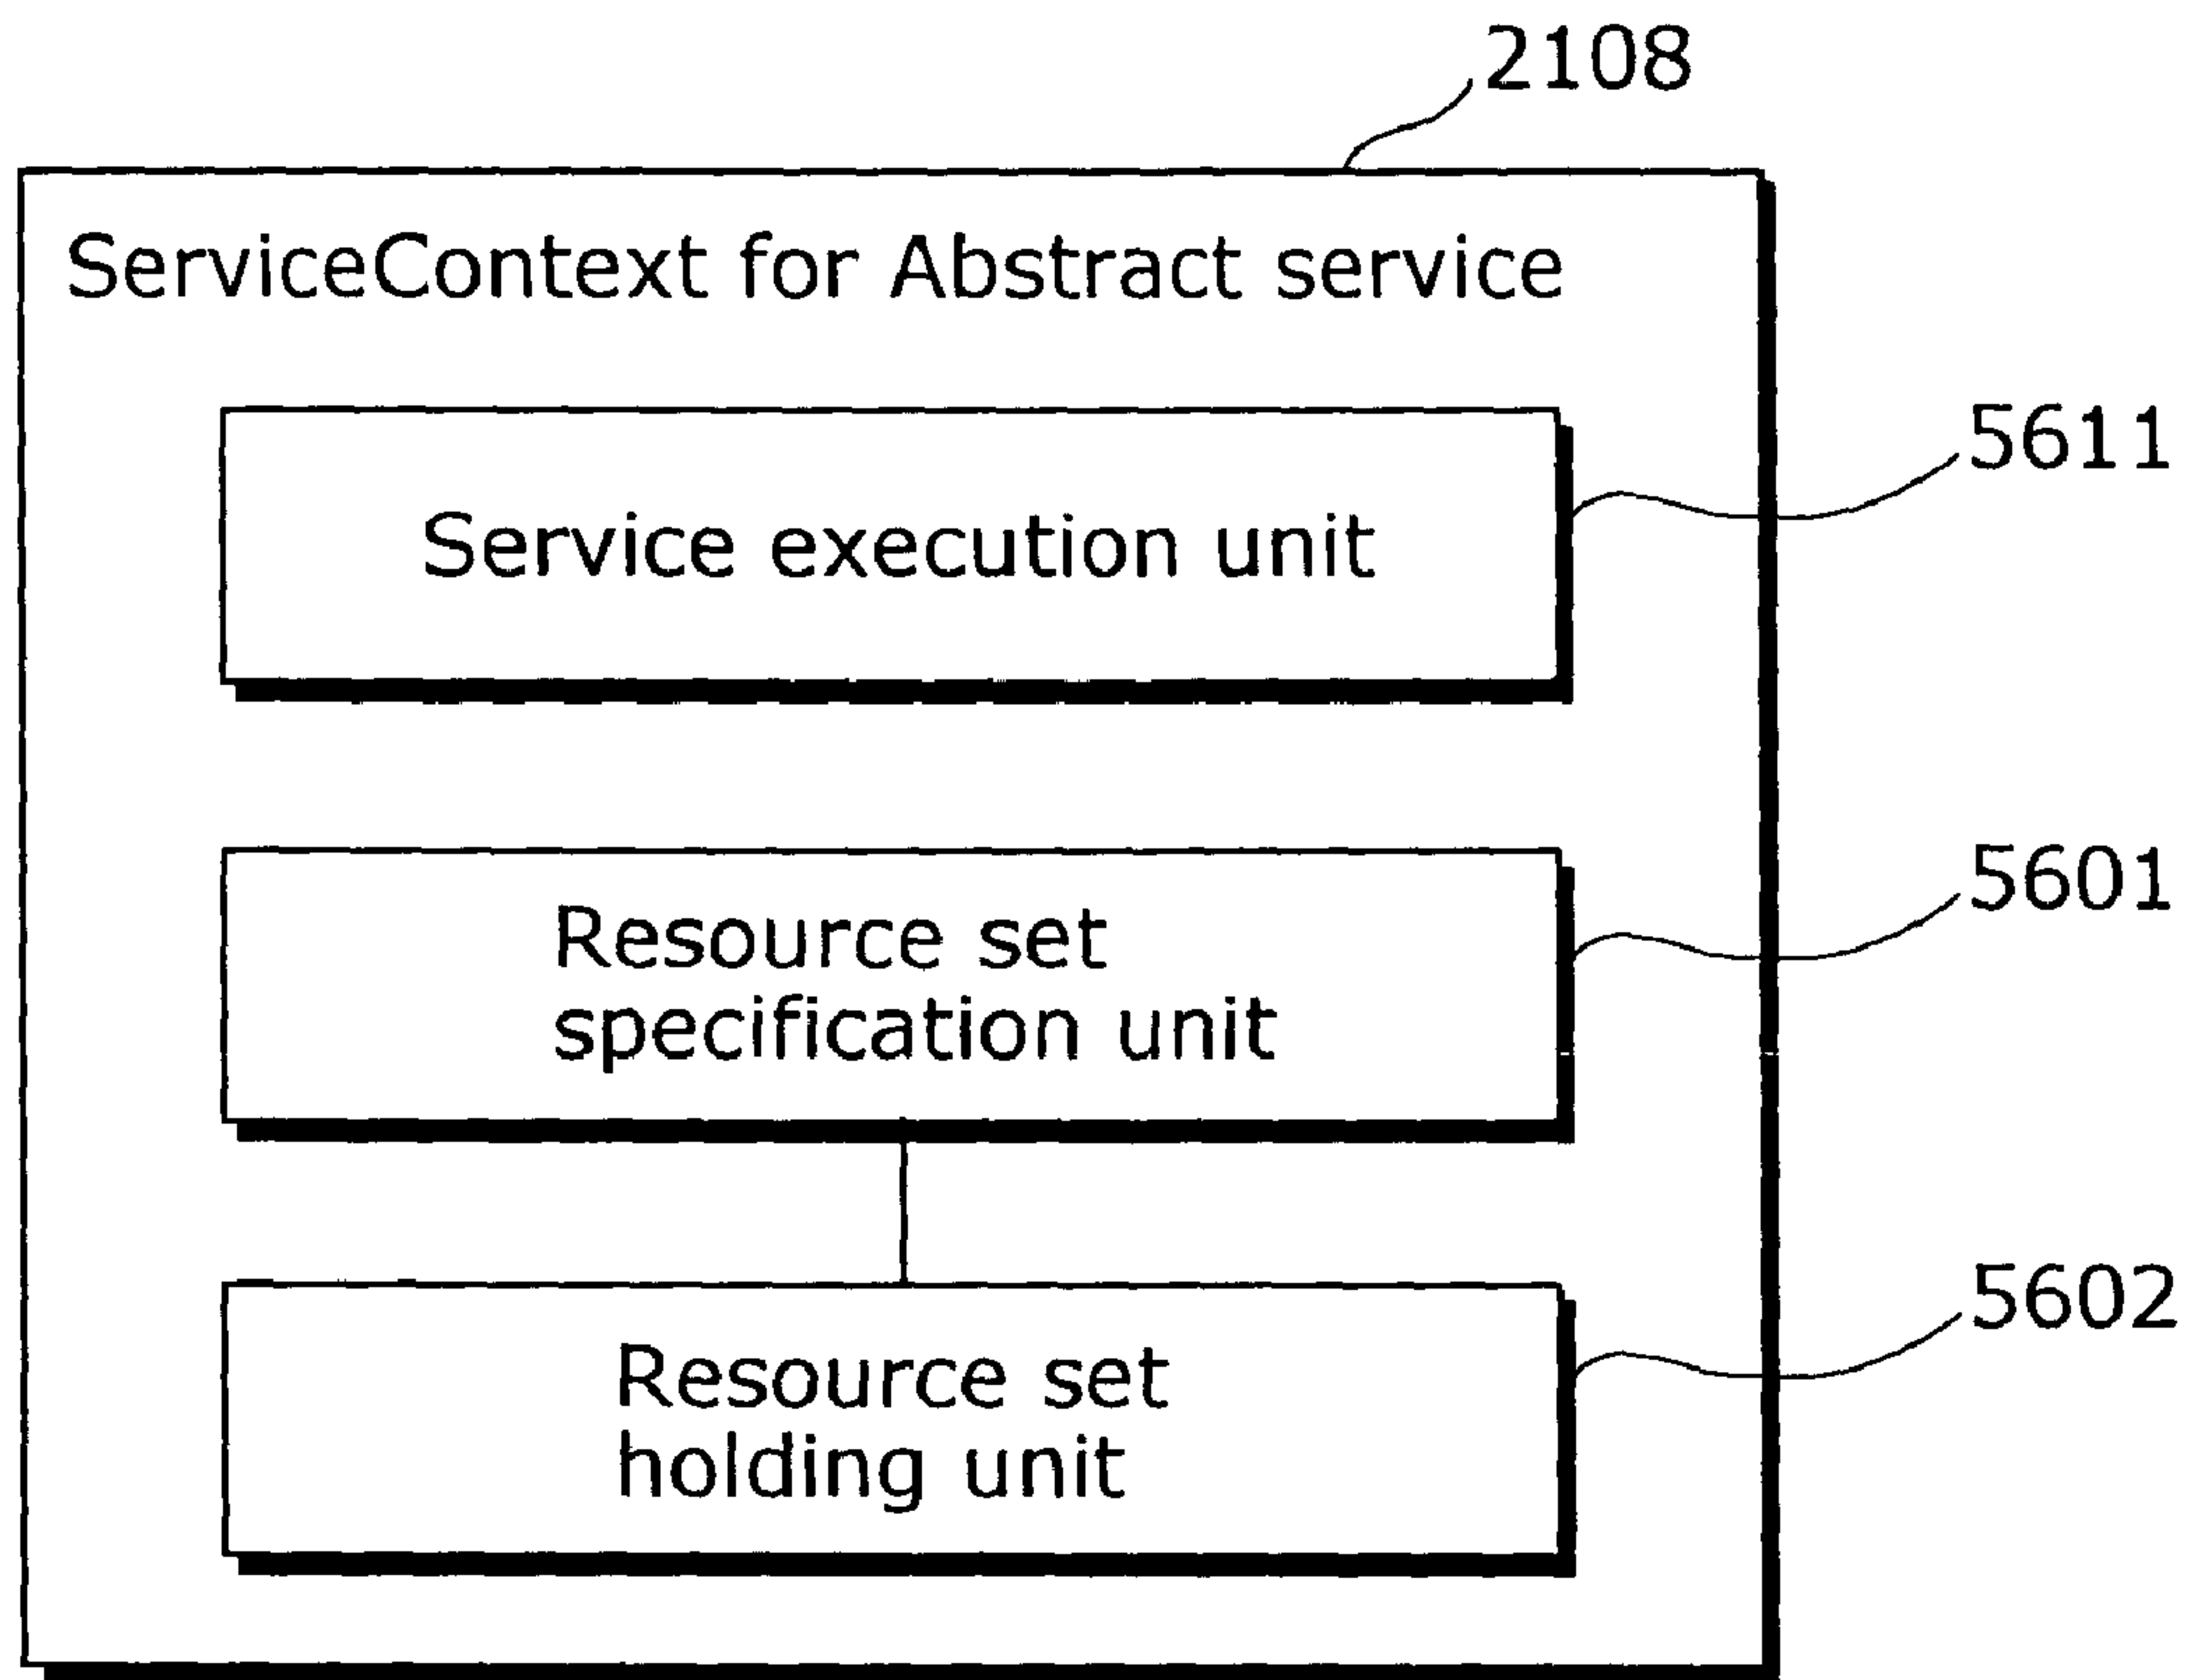 2108
ServiceContext for Abstract service
5611
Service execution unit
5601
Resource set
specification unit
5602
Resource set
holding unit